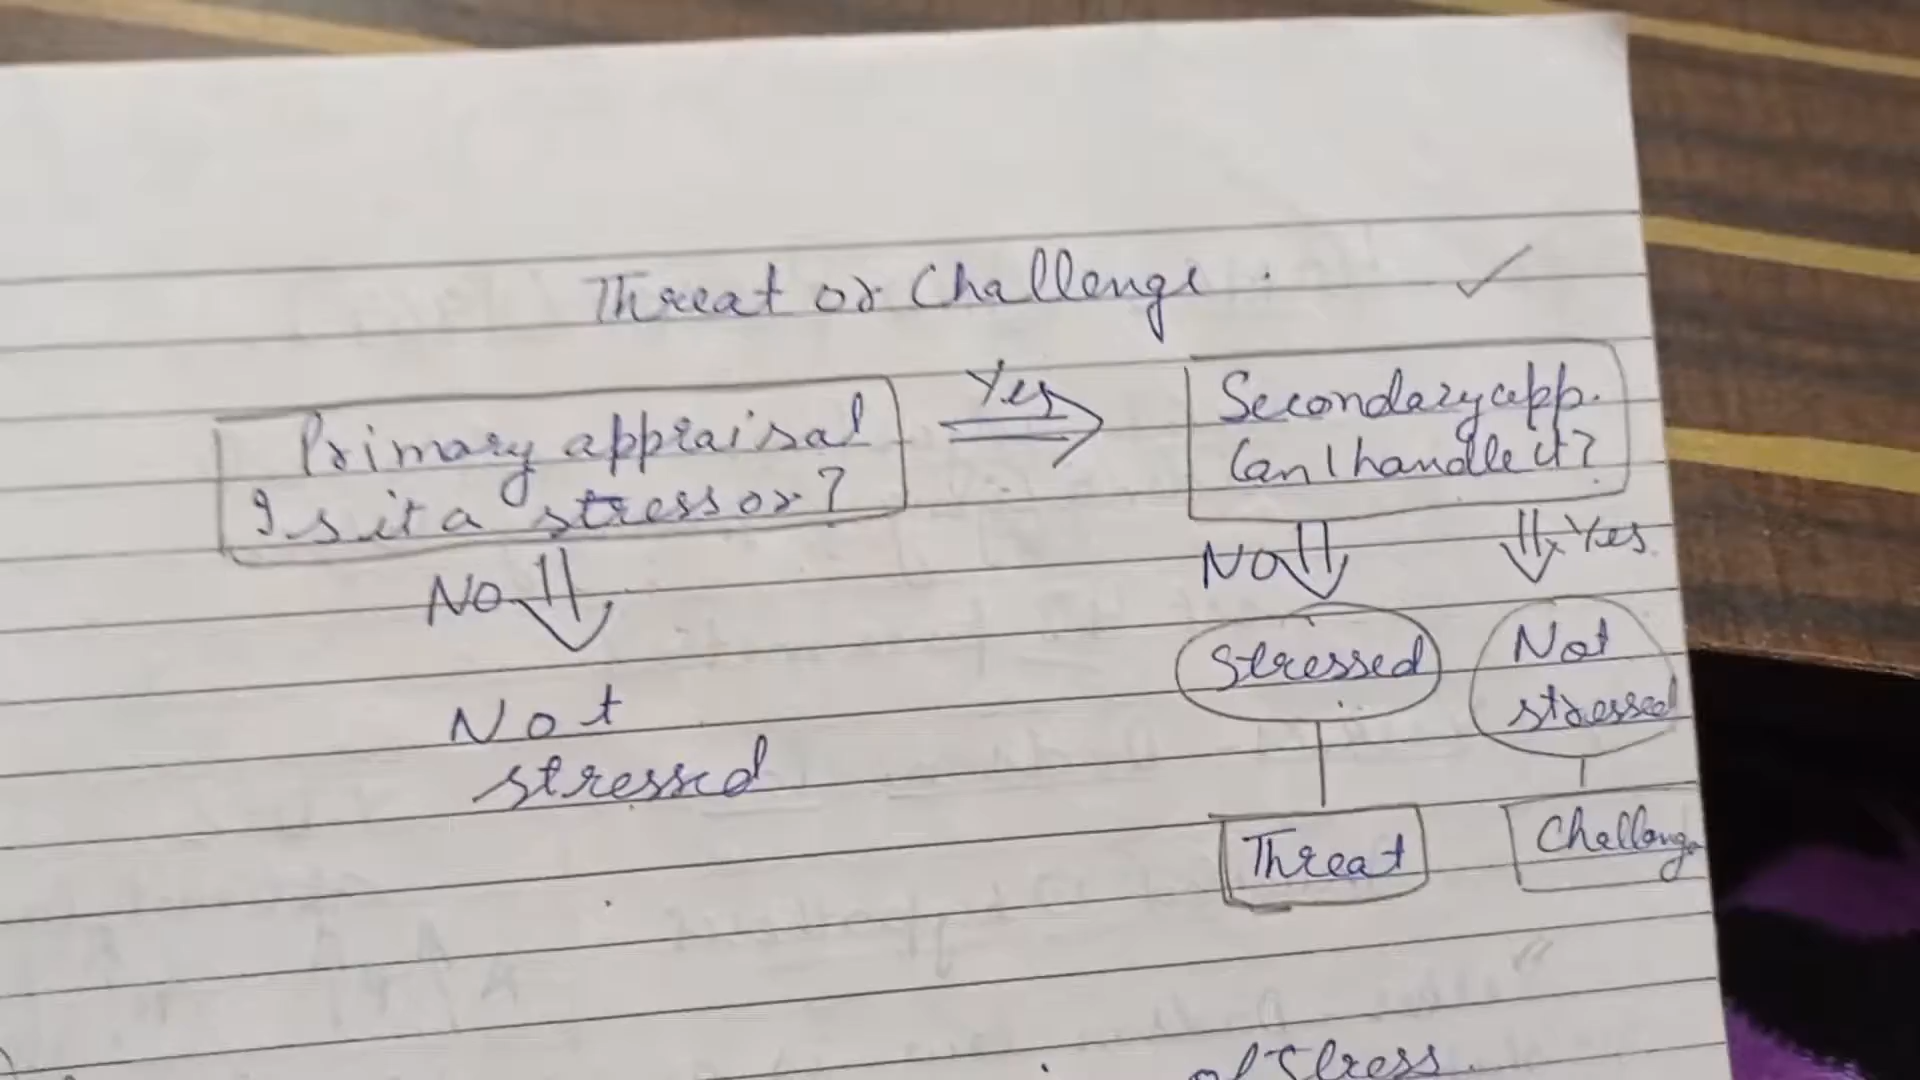 Threat or Challenge.
Primary appraisal
Is it a stressor?
Yes
Secondary app.
Can I handle it?
No
No
Yes
Not
stressed
Stressed
Not
stressed
Threat
Challenge
of Stress.